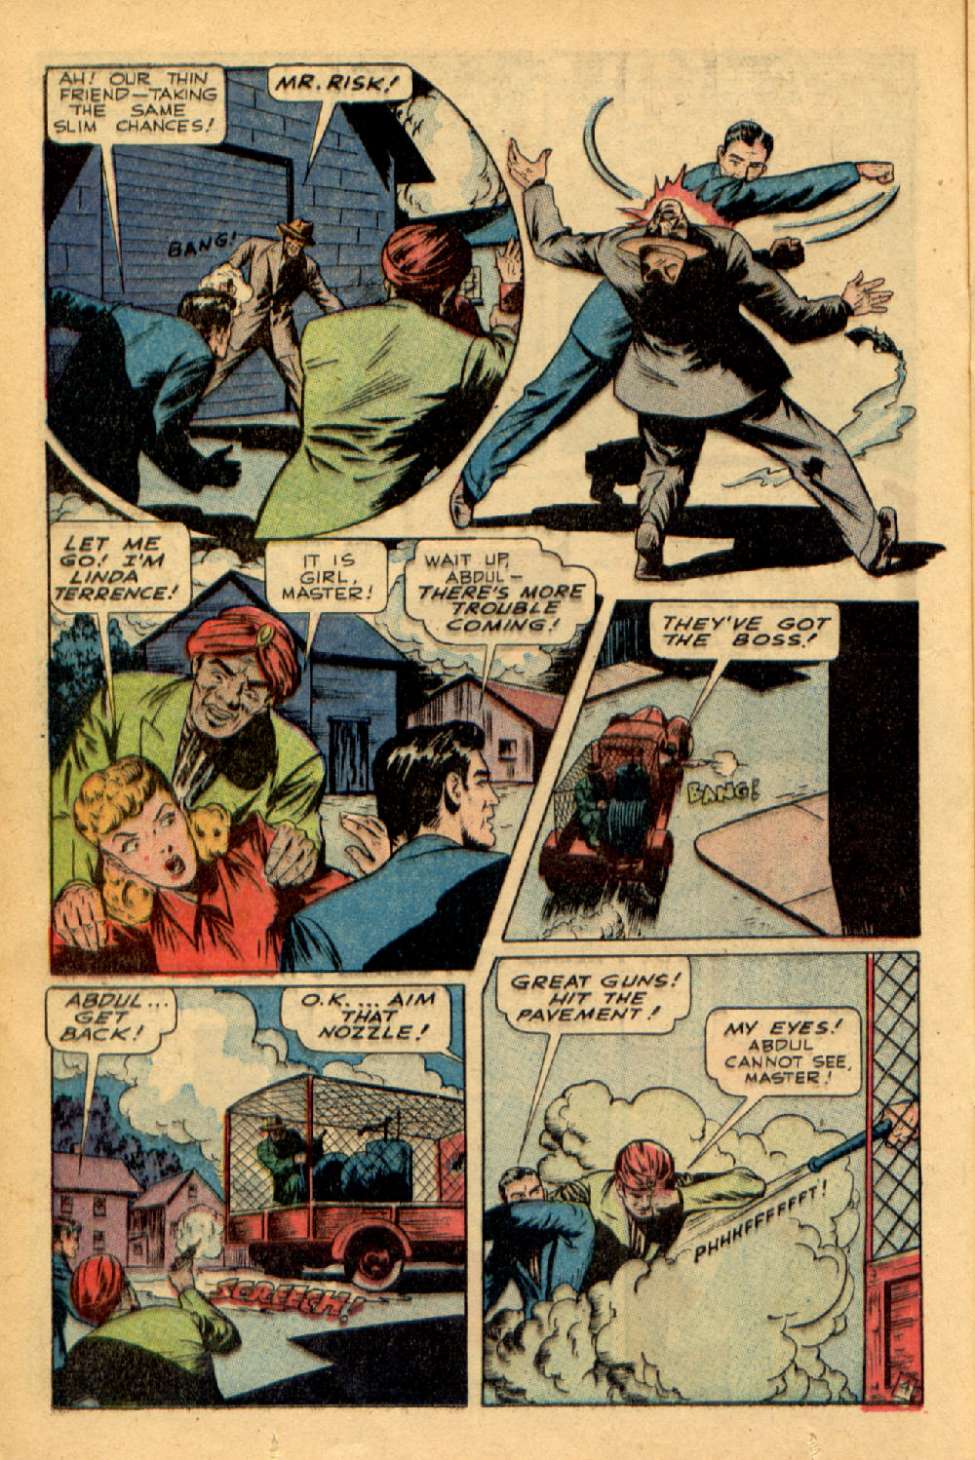 AH! OUR THIN
FRIEND—TAKING
THE SAME
SLIM CHANCES!
MR. RISK!
BANG!
LET ME
GO! I'M
LINDA
TERRENCE!
IT IS
GIRL,
MASTER!
WAIT UP,
ABDUL—
THERE'S MORE
TROUBLE
COMING!
THEY'VE GOT
THE BOSS!
BANG!
ABDUL...
GET
BACK!
O.K. ... AIM
THAT
NOZZLE!
SCREECH!
GREAT GUNS!
HIT THE
PAVEMENT!
MY EYES!
ABDUL
CANNOT SEE,
MASTER!
PHHHFFFFFFT!